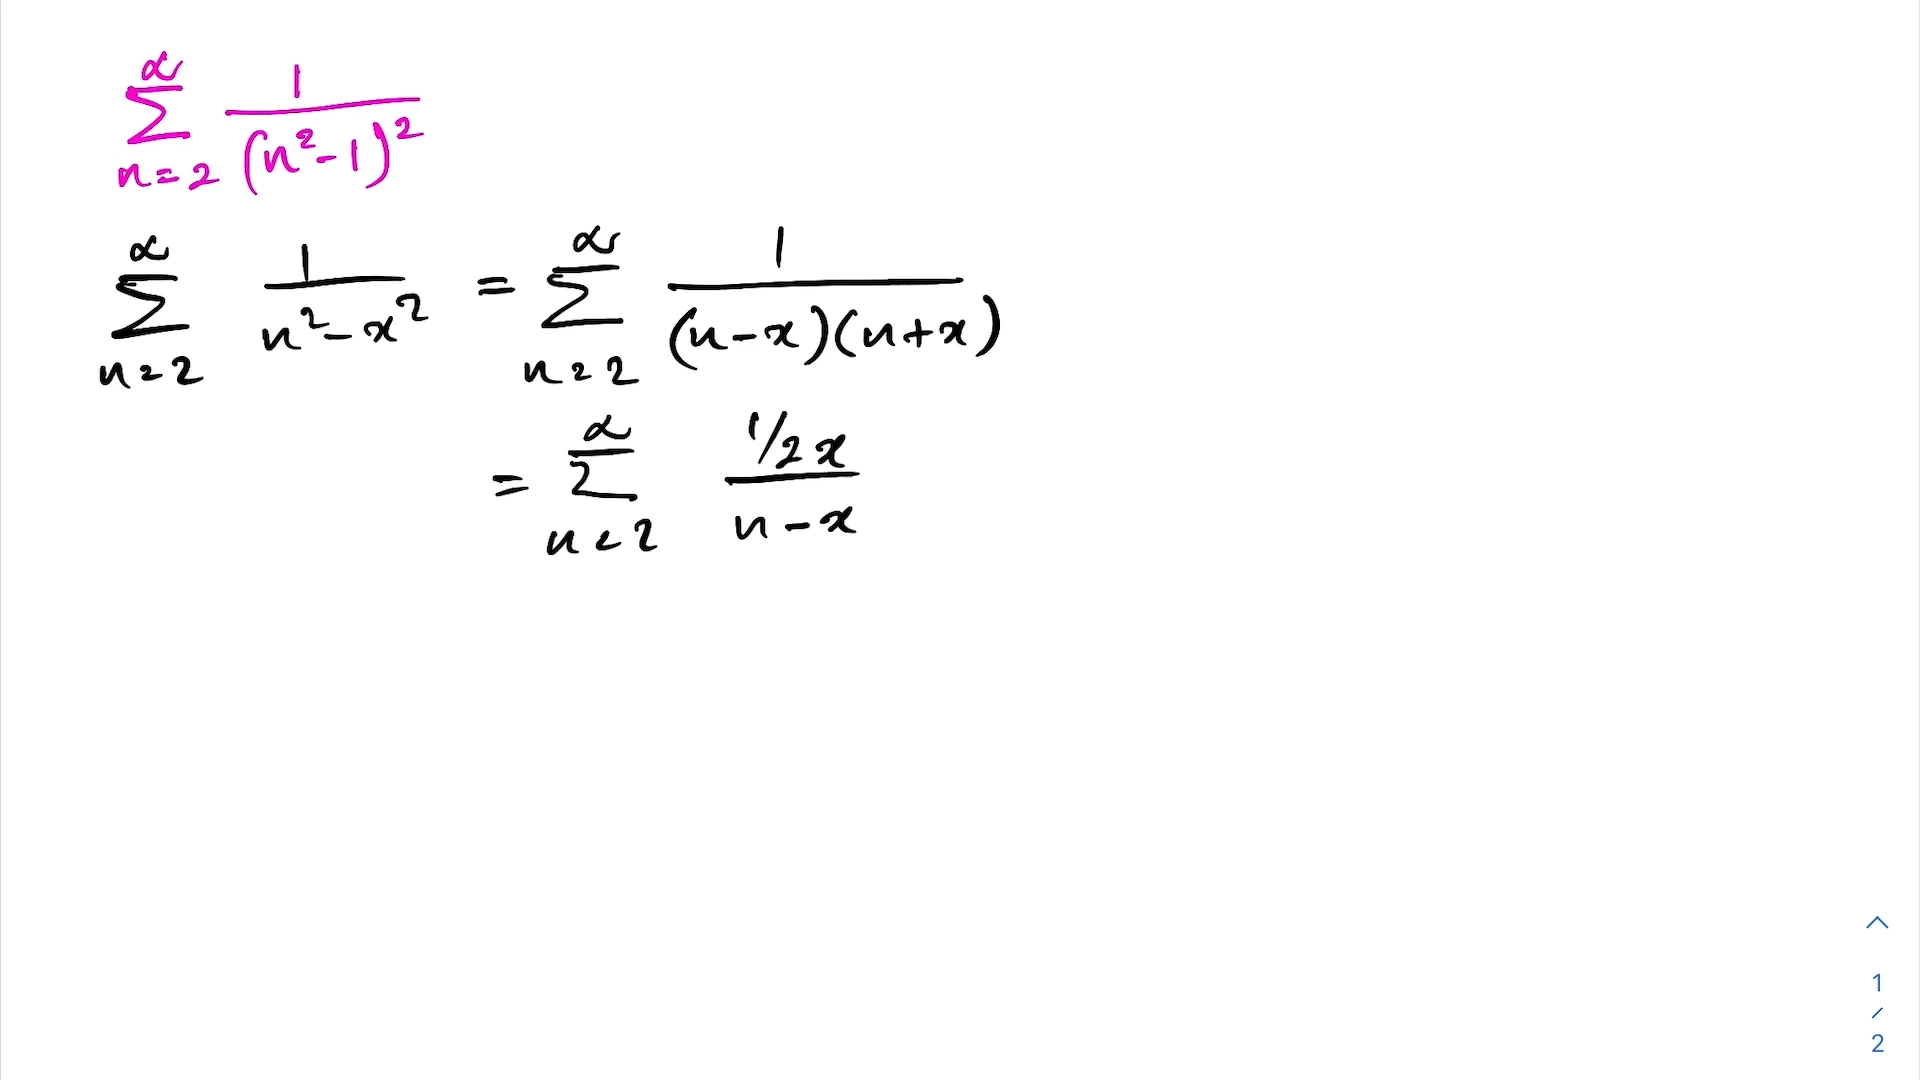 ∑_{n=2}^{∝} 1/(n²-1)²
∑_{n=2}^{∝} 1/(n²-x²) = ∑_{n=2}^{∝} 1/((n-x)(n+x))
= ∑_{n=2}^{∝} (1/2x)/(n-x)
1
/
2